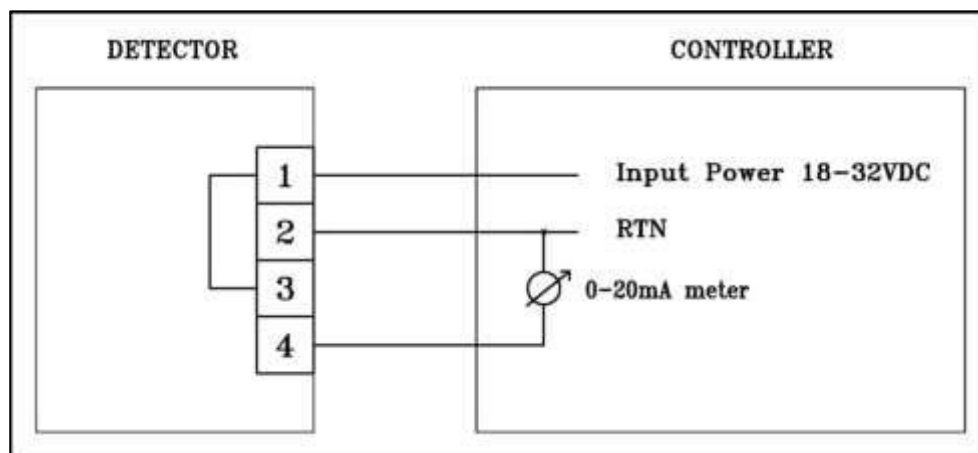 DETECTOR
CONTROLLER
1
Input Power 18-32VDC
2
RTN
3
0-20mA meter
4